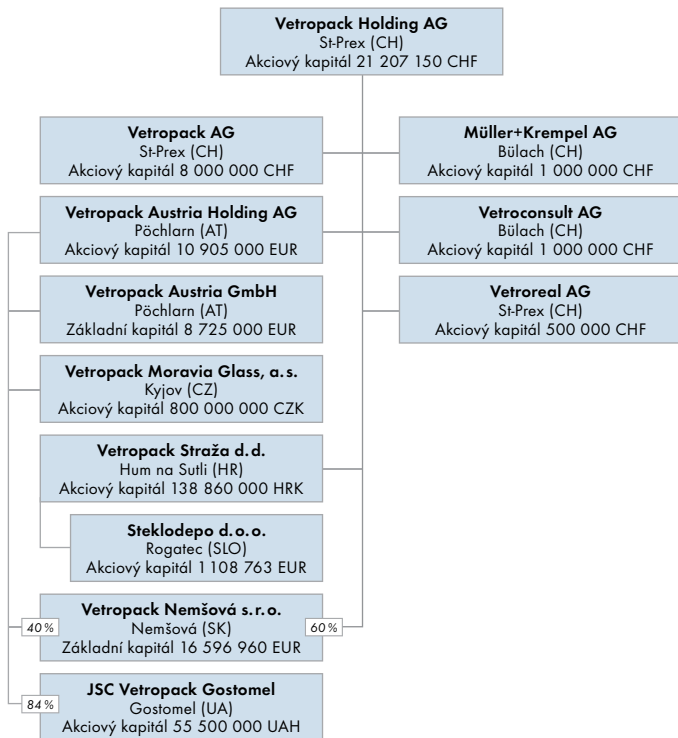 Vetropack Holding AG
St-Prex (CH)
Akciový kapitál 21 207 150 CHF
Vetropack AG
St-Prex (CH)
Akciový kapitál 8 000 000 CHF
Müller+Krempel AG
Bülach (CH)
Akciový kapitál 1 000 000 CHF
Vetropack Austria Holding AG
Pöchlarn (AT)
Akciový kapitál 10 905 000 EUR
Vetroconsult AG
Bülach (CH)
Akciový kapitál 1 000 000 CHF
Vetropack Austria GmbH
Pöchlarn (AT)
Základní kapitál 8 725 000 EUR
Vetroreal AG
St-Prex (CH)
Akciový kapitál 500 000 CHF
Vetropack Moravia Glass, a.s.
Kyjov (CZ)
Akciový kapitál 800 000 000 CZK
Vetropack Straža d.d.
Hum na Sutli (HR)
Akciový kapitál 138 860 000 HRK
Steklodepo d.o.o.
Rogatec (SLO)
Akciový kapitál 1 108 763 EUR
Vetropack Nemšová s.r.o.
40% Nemšová (SK) 60%
Základní kapitál 16 596 960 EUR
JSC Vetropack Gostomel
84% Gostomel (UA)
Akciový kapitál 55 500 000 UAH